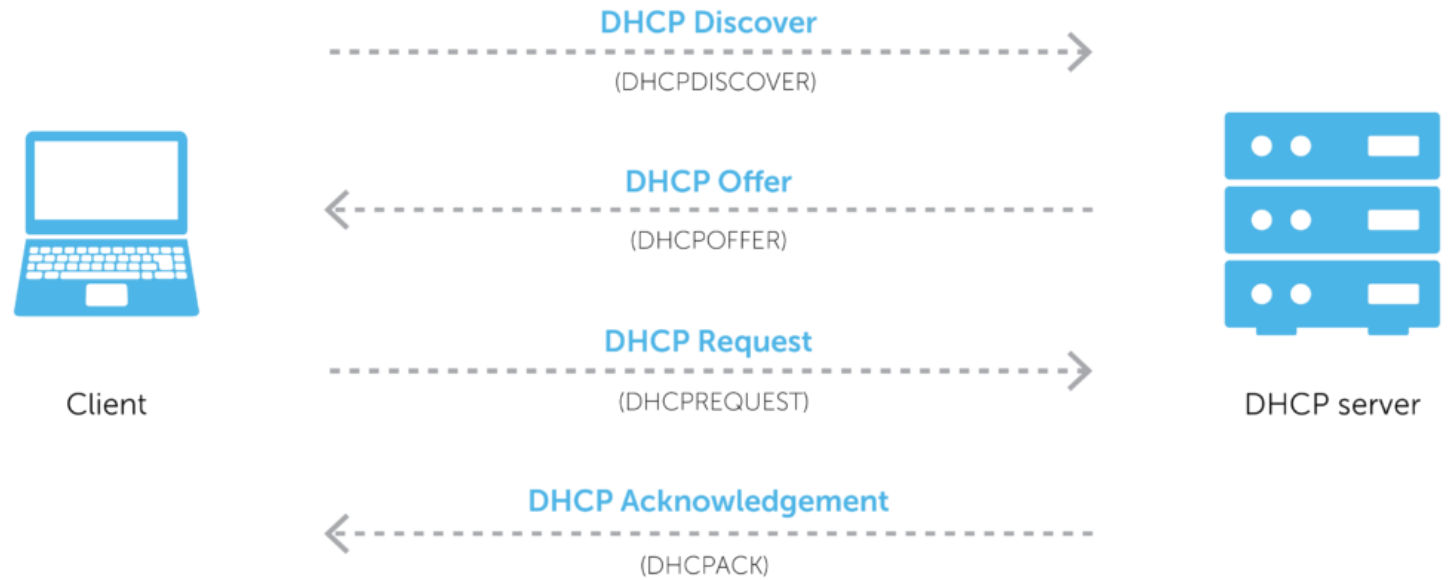 DHCP Discover
(DHCPDISCOVER)
DHCP Offer
(DHCPOFFER)
DHCP Request
(DHCPREQUEST)
Client
DHCP server
DHCP Acknowledgement
(DHCPACK)